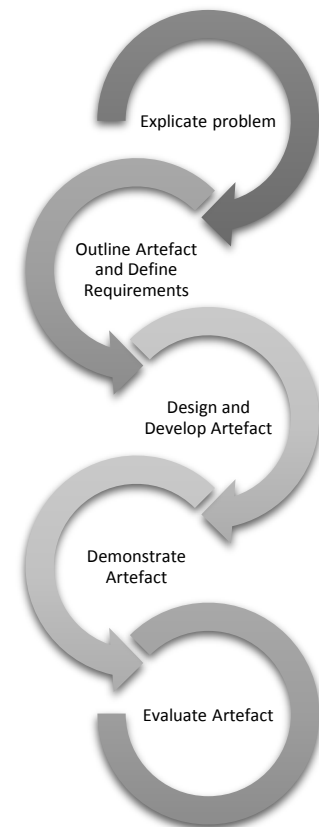 Explicate problem
Outline Artefact
and Define
Requirements
Design and
Develop Artefact
Demonstrate
Artefact
Evaluate Artefact